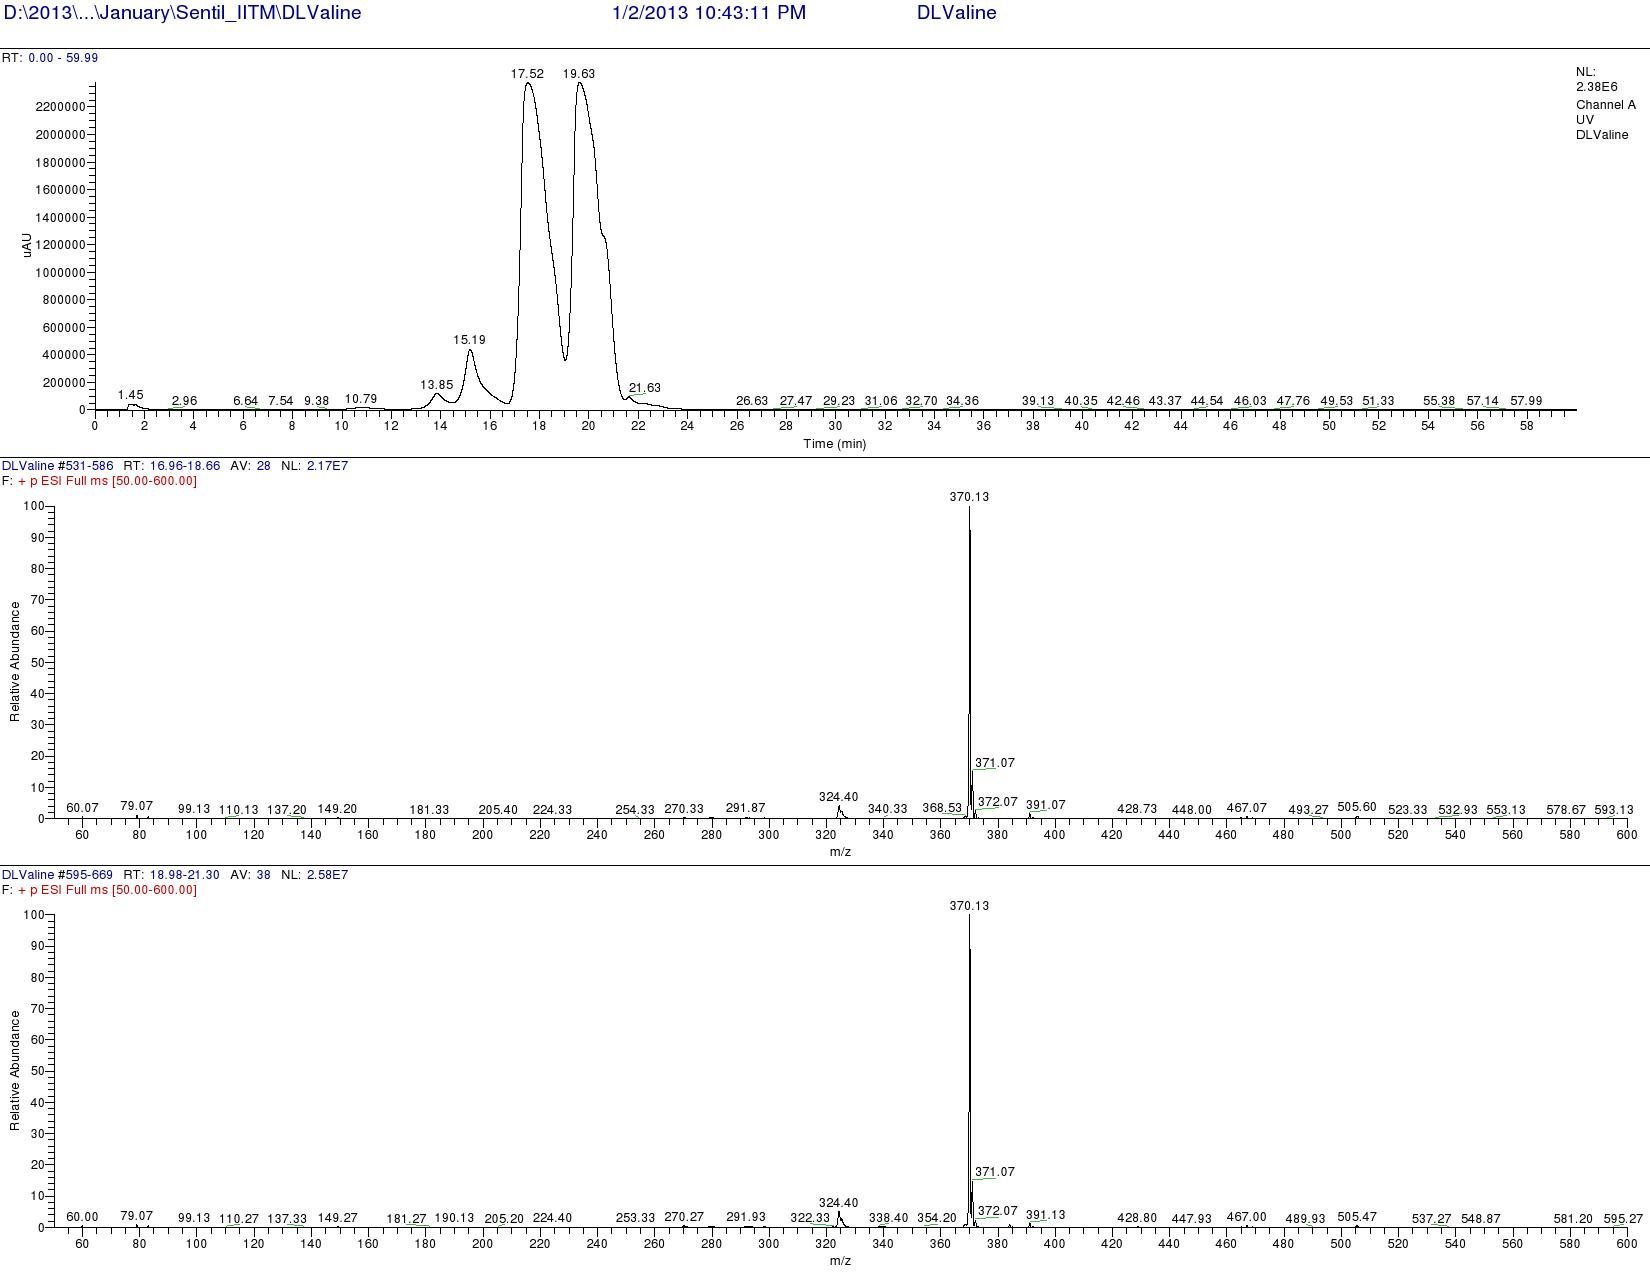 D:\2013\...\January\Sentil_IITM\DLValine 1/2/2013 10:43:11 PM DLValine
RT: 0.00 - 59.99
17.52 19.63
NL:
2.38E6
Channel A
UV
DLValine
2200000
2000000
1800000
1600000
1400000
1200000
1000000
800000
600000
400000
200000
0
uAU
15.19
13.85 21.63
1.45 2.96 6.64 7.54 9.38 10.79 26.63 27.47 29.23 31.06 32.70 34.36 39.13 40.35 42.46 43.37 44.54 46.03 47.76 49.53 51.33 55.38 57.14 57.99
0 2 4 6 8 10 12 14 16 18 20 22 24 26 28 30 32 34 36 38 40 42 44 46 48 50 52 54 56 58
Time (min)
DLValine #531-586 RT: 16.96-18.66 AV: 28 NL: 2.17E7
F: + p ESI Full ms [50.00-600.00]
370.13
100
90
80
70
60
50
40
30
20
10
0
Relative Abundance
371.07
60.07 79.07 99.13 110.13 137.20 149.20 181.33 205.40 224.33 254.33 270.33 291.87 324.40 340.33 368.53 372.07 391.07 428.73 448.00 467.07 493.27 505.60 523.33 532.93 553.13 578.67 593.13
60 80 100 120 140 160 180 200 220 240 260 280 300 320 340 360 380 400 420 440 460 480 500 520 540 560 580 600
m/z
DLValine #595-669 RT: 18.98-21.30 AV: 38 NL: 2.58E7
F: + p ESI Full ms [50.00-600.00]
370.13
100
90
80
70
60
50
40
30
20
10
0
Relative Abundance
371.07
60.00 79.07 99.13 110.27 137.33 149.27 181.27 190.13 205.20 224.40 253.33 270.27 291.93 322.33 324.40 338.40 354.20 372.07 391.13 428.80 447.93 467.00 489.93 505.47 537.27 548.87 581.20 595.27
60 80 100 120 140 160 180 200 220 240 260 280 300 320 340 360 380 400 420 440 460 480 500 520 540 560 580 600
m/z